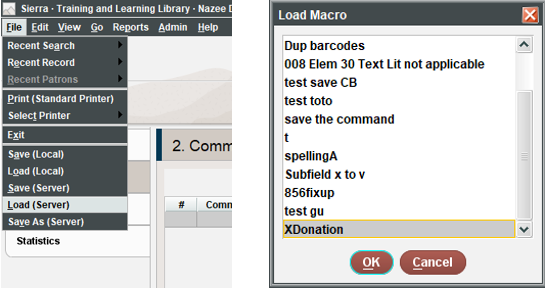 Sierra · Training and Learning Library · Nazee D
File Edit View Go Reports Admin Help
Recent Search
Recent Record
Recent Patrons
Print (Standard Printer)
Select Printer
Exit
Save (Local)
Load (Local)
Save (Server)
Load (Server)
Save As (Server)
Statistics
2. Comm
# Comm
Load Macro
Dup barcodes
008 Elem 30 Text Lit not applicable
test save CB
test toto
save the command
t
spellingA
Subfield x to v
856fixup
test gu
XDonation
OK Cancel